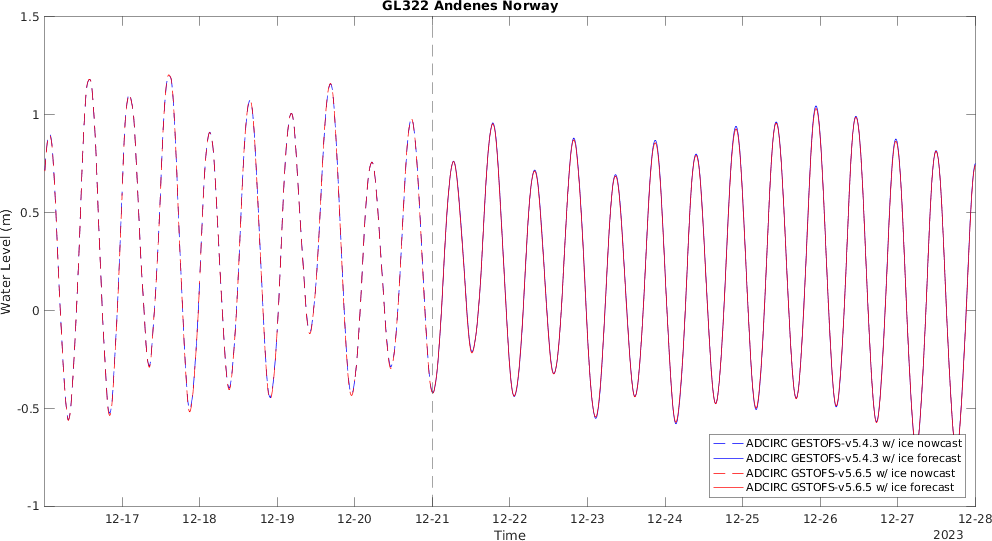 GL322 Andenes Norway
1.5
1
0.5
0
-0.5
-1
Water Level (m)
12-17 12-18 12-19 12-20 12-21 12-22 12-23 12-24 12-25 12-26 12-27 12-28
Time
2023
ADCIRC GESTOFS-v5.4.3 w/ ice nowcast
ADCIRC GESTOFS-v5.4.3 w/ ice forecast
ADCIRC GSTOFS-v5.6.5 w/ ice nowcast
ADCIRC GSTOFS-v5.6.5 w/ ice forecast